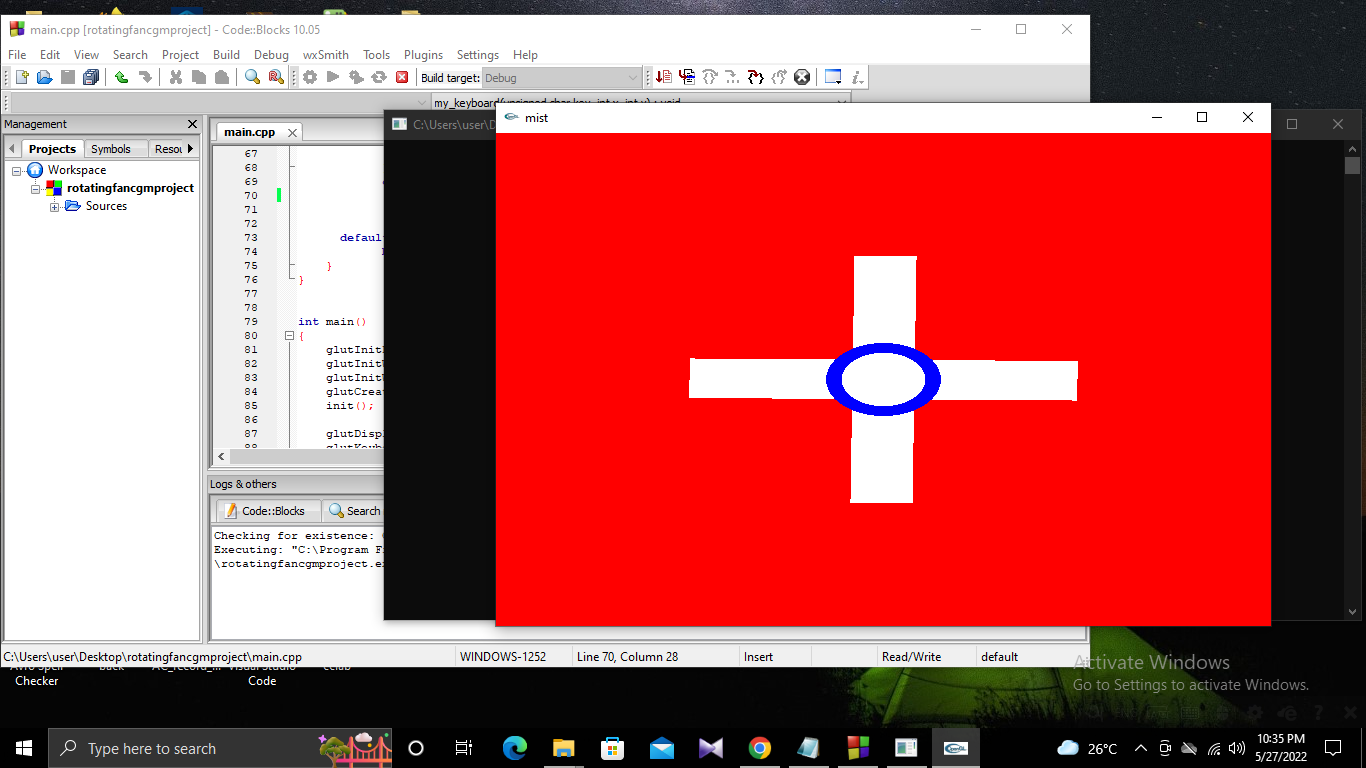 main.cpp [rotatingfancgmproject] - Code::Blocks 10.05
File Edit View Search Project Build Debug wxSmith Tools Plugins Settings Help
Build target: Debug
my_keyboard(unsigned char key, int x, int y) : void
Management
C:\Users\user\D
mist
Projects Symbols Resou
main.cpp
Workspace
rotatingfancgmproject
Sources
67
68
69
70
71
72
73 defaul
74
75 }
76 }
77
78
79 int main()
80 {
81 glutInit
82 glutInit
83 glutInit
84 glutCrea
85 init();
86
87 glutDisp
88 glutKeyb
Logs & others
Code::Blocks Search
Checking for existence:
Executing: "C:\Program F
\rotatingfancgmproject.e
C:\Users\user\Desktop\rotatingfancgmproject\main.cpp WINDOWS-1252 Line 70, Column 28 Insert Read/Write default
Avro Spell Back Visual Studio
Checker Code
Activate Windows
Go to Settings to activate Windows.
Type here to search
26°C
10:35 PM
5/27/2022